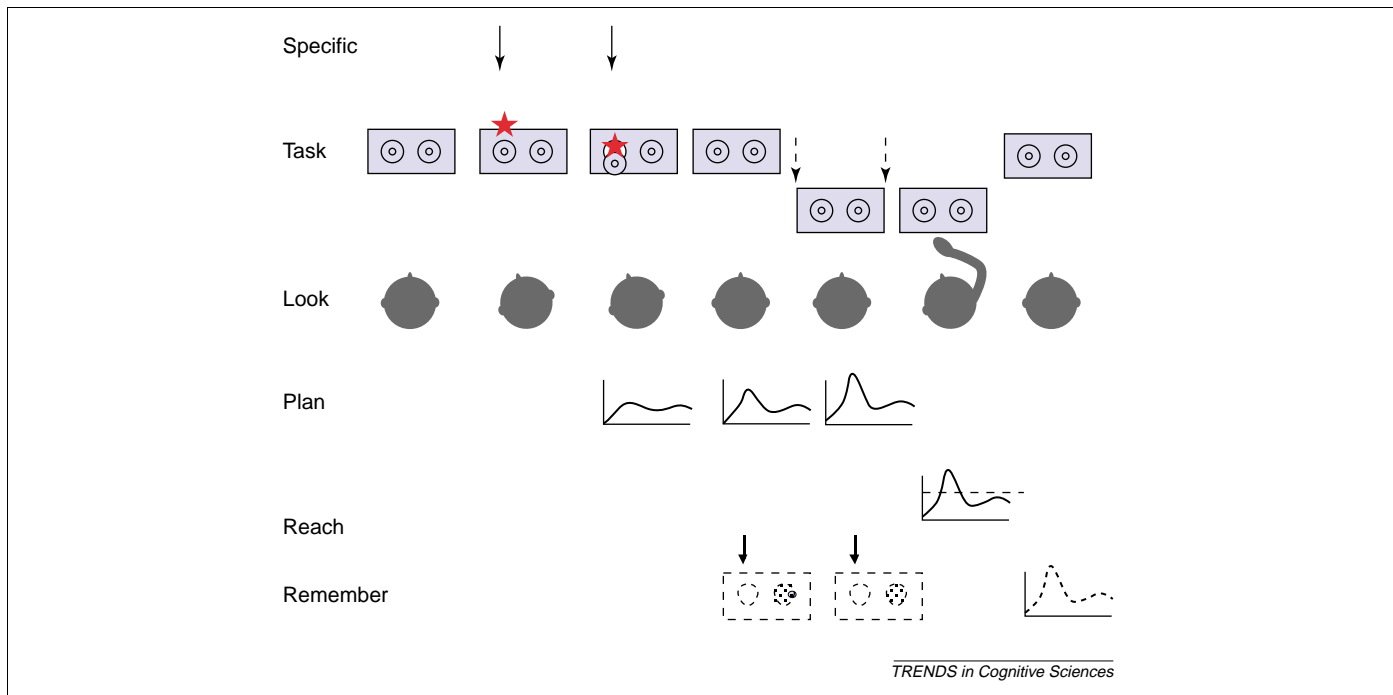 Specific
Task
Look
Plan
Reach
Remember
TRENDS in Cognitive Sciences